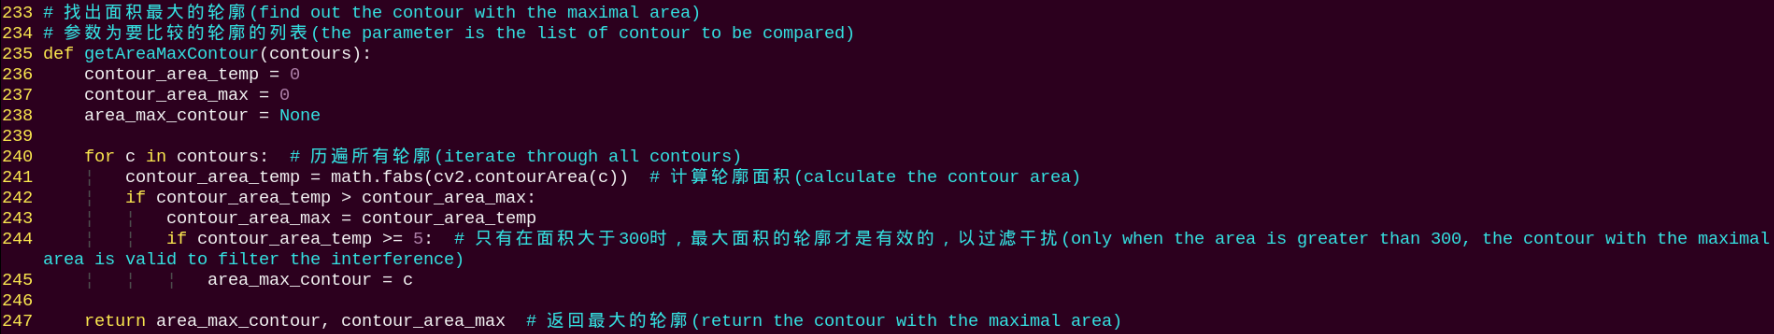 233 # 找出面积最大的轮廓(find out the contour with the maximal area)
234 # 参数为要比较的轮廓的列表(the parameter is the list of contour to be compared)
235 def getAreaMaxContour(contours):
236     contour_area_temp = 0
237     contour_area_max = 0
238     area_max_contour = None
239
240     for c in contours:  # 历遍所有轮廓(iterate through all contours)
241         contour_area_temp = math.fabs(cv2.contourArea(c))  # 计算轮廓面积(calculate the contour area)
242         if contour_area_temp > contour_area_max:
243             contour_area_max = contour_area_temp
244             if contour_area_temp >= 5:  # 只有在面积大于300时，最大面积的轮廓才是有效的，以过滤干扰(only when the area is greater than 300, the contour with the maximal
area is valid to filter the interference)
245                 area_max_contour = c
246
247     return area_max_contour, contour_area_max  # 返回最大的轮廓(return the contour with the maximal area)